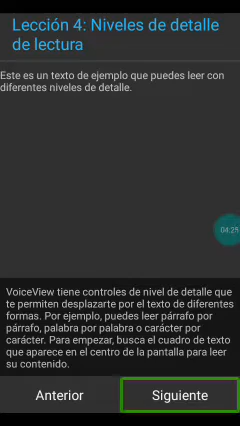 Lección 4: Niveles de detalle
de lectura
Este es un texto de ejemplo que puedes leer con
diferentes niveles de detalle.
04:25
VoiceView tiene controles de nivel de detalle que
te permiten desplazarte por el texto de diferentes
formas. Por ejemplo, puedes leer párrafo por
párrafo, palabra por palabra o carácter por
carácter. Para empezar, busca el cuadro de texto
que aparece en el centro de la pantalla para leer
su contenido.
Anterior
Siguiente